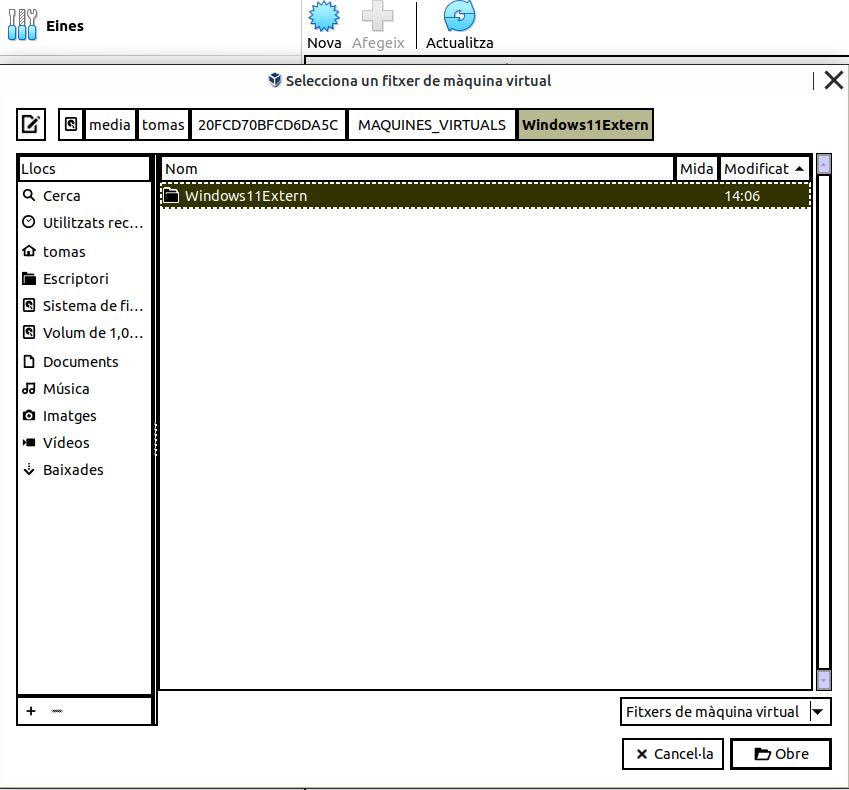 Eines
Nova Afegeix Actualitza
Selecciona un fitxer de màquina virtual
media tomas 20FCD70BFCD6DA5C MAQUINES_VIRTUALS Windows11Extern
Llocs
Nom Mida Modificat
Cerca
Windows11Extern 14:06
Utilitzats rec...
tomas
Escriptori
Sistema de fi...
Volum de 1,0...
Documents
Música
Imatges
Vídeos
Baixades
Fitxers de màquina virtual
Cancel·la Obre